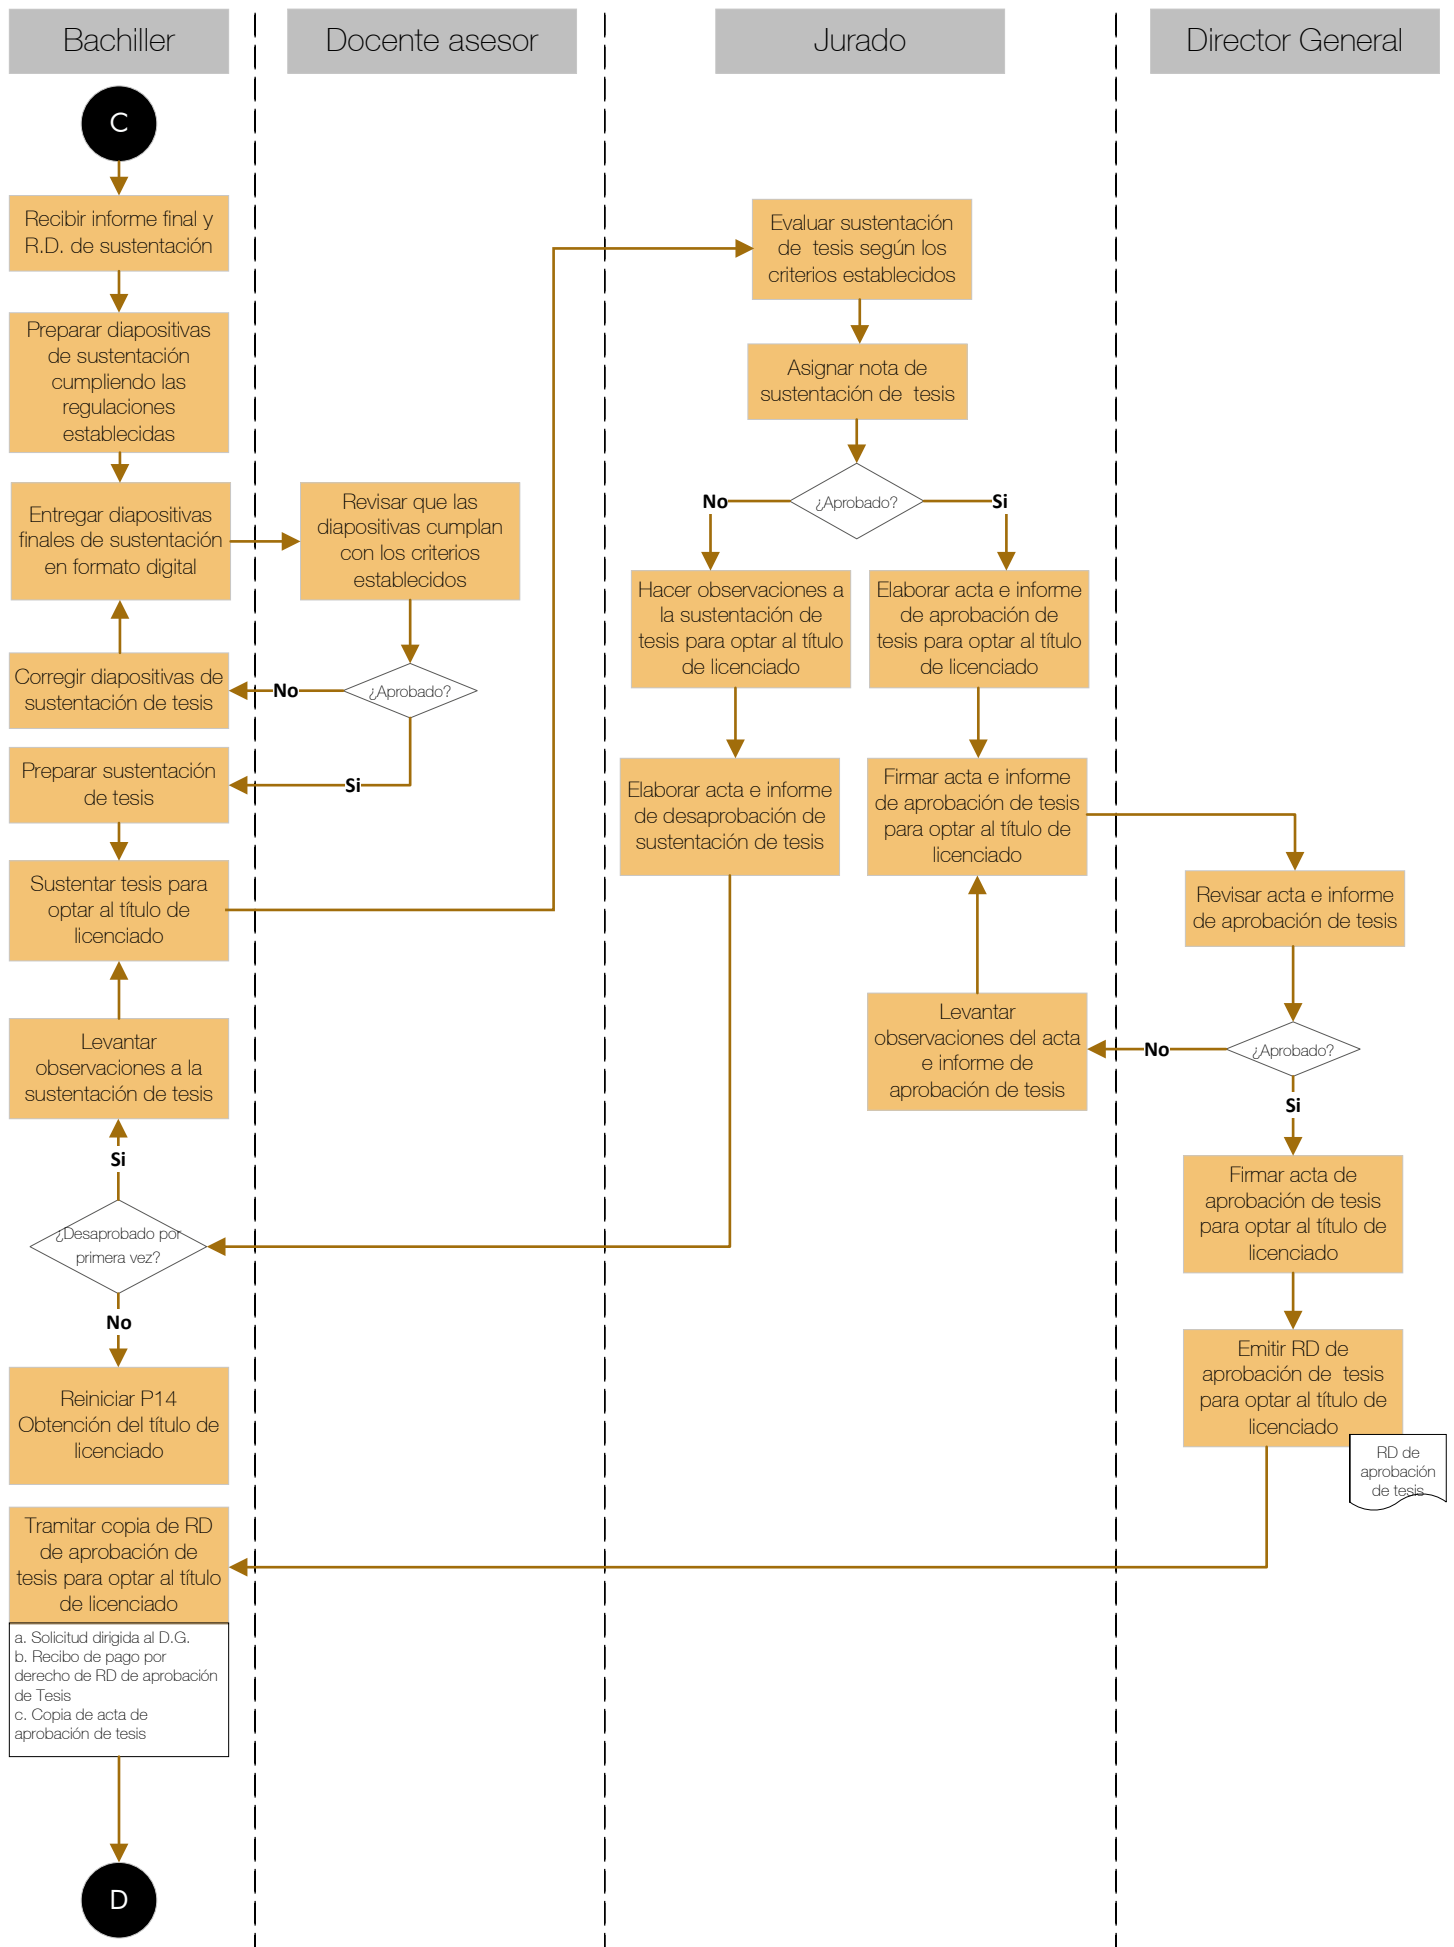 Bachiller
Docente asesor
Jurado
Director General
C
Recibir informe final y
R.D. de sustentación
Preparar diapositivas
de sustentación
cumpliendo las
regulaciones
establecidas
Entregar diapositivas
finales de sustentación
en formato digital
Corregir diapositivas de
sustentación de tesis
Preparar sustentación
de tesis
Sustentar tesis para
optar al título de
licenciado
Levantar
observaciones a la
sustentación de tesis
Si
¿Desaprobado por
primera vez?
No
Reiniciar P14
Obtención del título de
licenciado
Tramitar copia de RD
de aprobación de
tesis para optar al título
de licenciado
a. Solicitud dirigida al D.G.
b. Recibo de pago por
derecho de RD de aprobación
de Tesis
c. Copia de acta de
aprobación de tesis
D
Revisar que las
diapositivas cumplan
con los criterios
establecidos
¿Aprobado?
No
Si
Evaluar sustentación
de tesis según los
criterios establecidos
Asignar nota de
sustentación de tesis
¿Aprobado?
No
Si
Hacer observaciones a
la sustentación de
tesis para optar al título
de licenciado
Elaborar acta e informe
de desaprobación de
sustentación de tesis
Elaborar acta e informe
de aprobación de
tesis para optar al título
de licenciado
Firmar acta e informe
de aprobación de tesis
para optar al título de
licenciado
Levantar
observaciones del acta
e informe de
aprobación de tesis
Revisar acta e informe
de aprobación de tesis
¿Aprobado?
No
Si
Firmar acta de
aprobación de tesis
para optar al título de
licenciado
Emitir RD de
aprobación de tesis
para optar al título de
licenciado
RD de
aprobación
de tesis